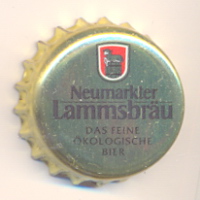 Neumarkter
Lammsbräu
DAS FEINE
ÖKOLOGISCHE
BIER